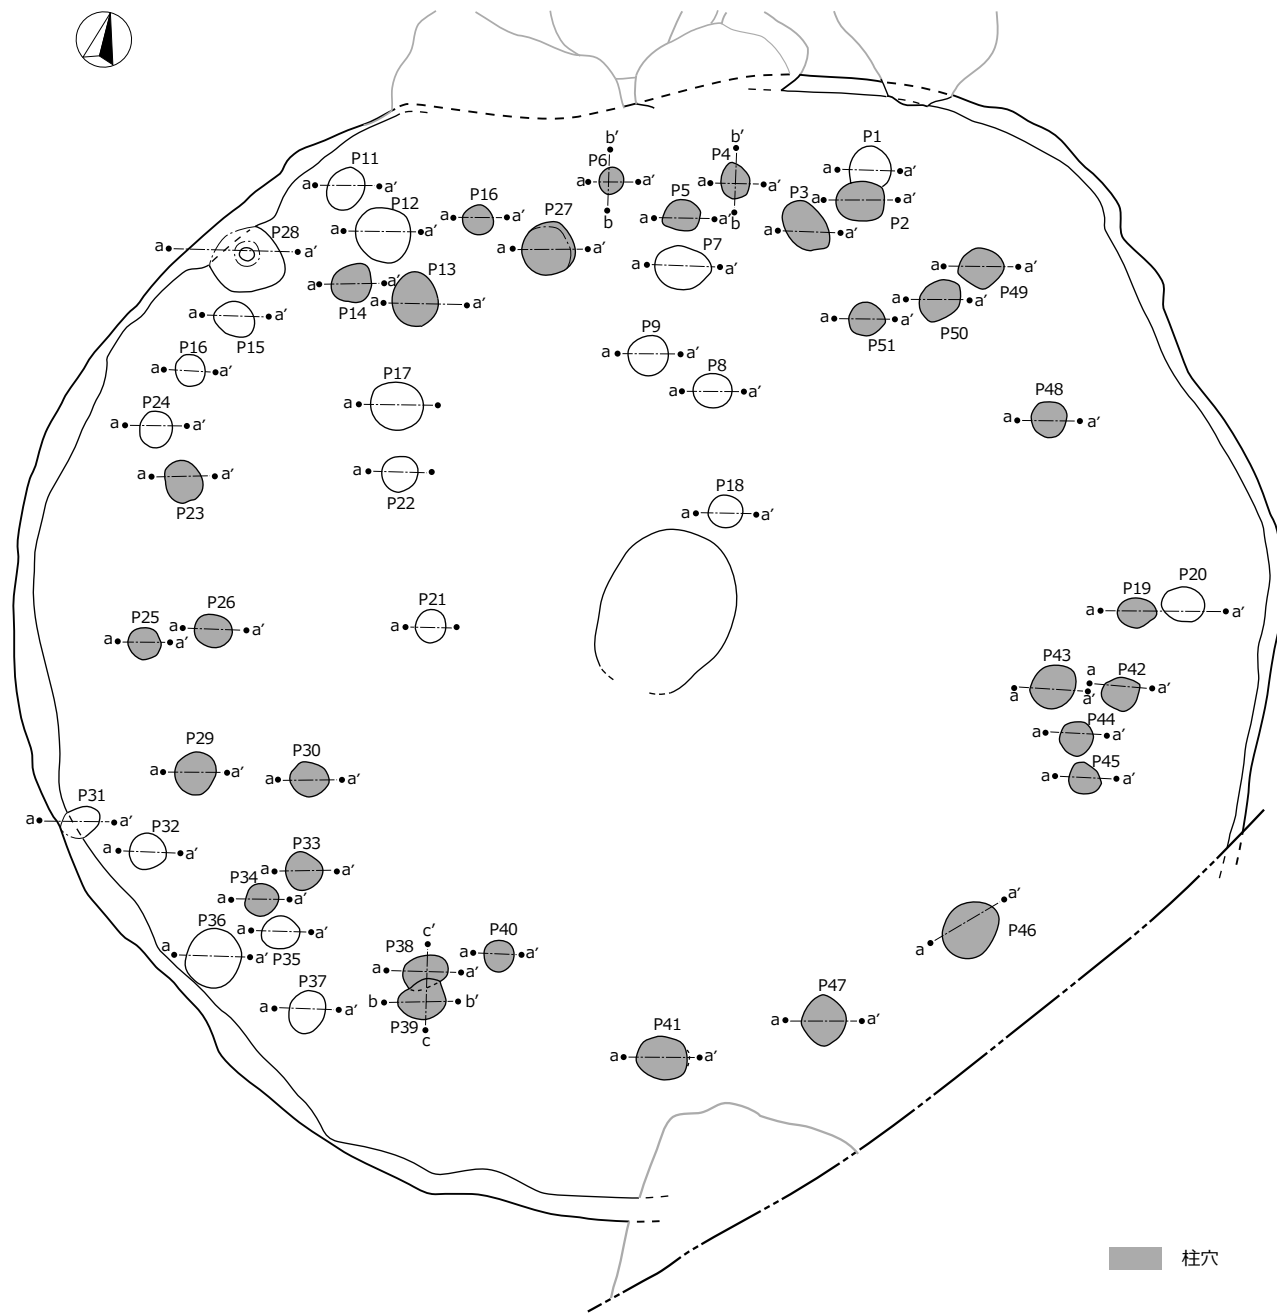 P1
a a′
P2
a a′
P3
a a′
b′
P4
a a′
b
P5
a a′
b′
P6
a a′
b
P11
a a′
P12
a a′
P16
a a′
P27
a a′
P7
a a′
P28
a a′
P14
a a′
P13
a a′
P15
a a′
P49
a a′
P50
a a′
P51
a a′
P9
a a′
P8
a a′
P16
a a′
P17
a
P24
a a′
P48
a a′
P23
a a′
P22
a
P18
a a′
P19 P20
a a′
P25
a a′
P26
a a′
P21
a
P43
a a′
P42
a a′
P44
a a′
P45
a a′
P29
a a′
P30
a a′
P31
a a′
P32
a a′
P33
a a′
P34
a a′
P35
a a′
P36
a a′
P37
a a′
c′
P38
a a′
b b′
P39
c
P40
a a′
P46
a a′
P47
a a′
P41
a a′
柱穴